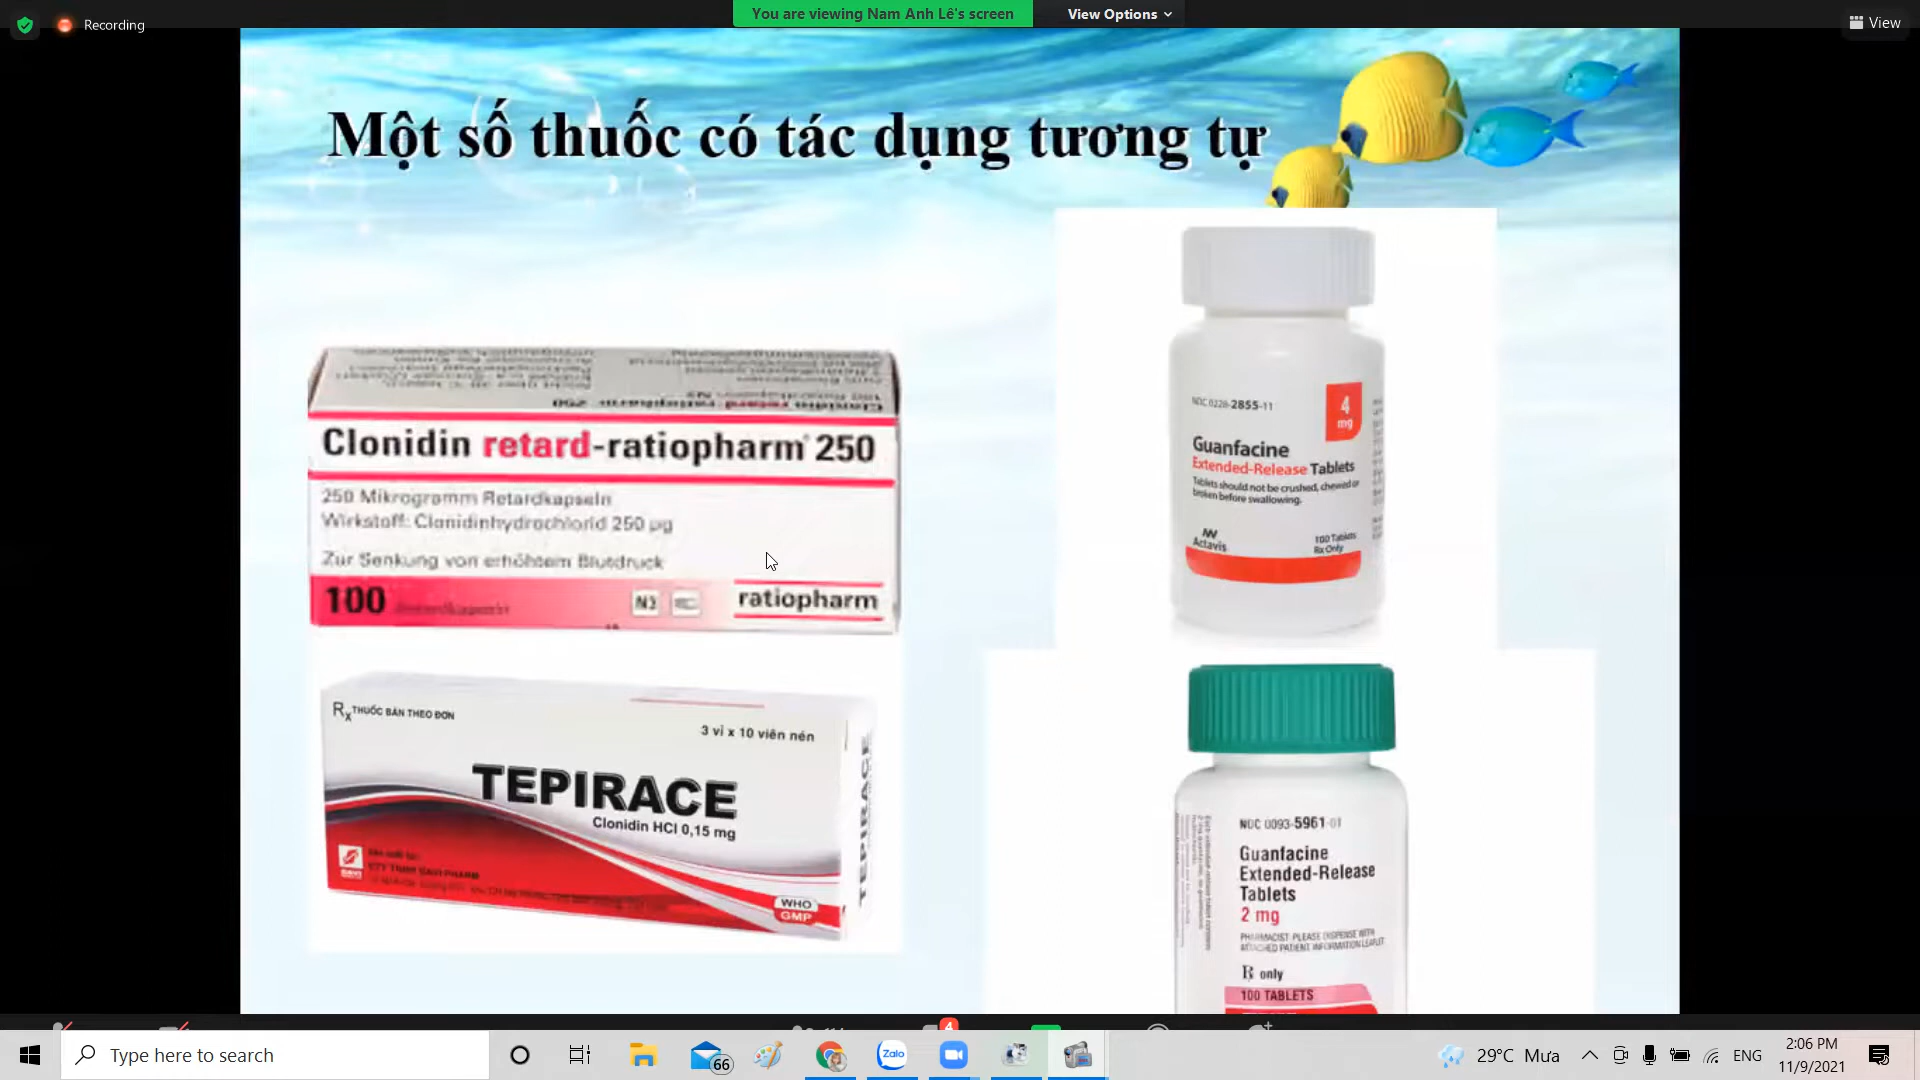 Recording
You are viewing Nam Anh Lê's screen
View Options
View
Một số thuốc có tác dụng tương tự
Clonidin retard-ratiopharm 250
250 Mikrogramm Retardkapseln
Wirkstoff: Clonidinhydrochlorid 250 µg
Zur Senkung von erhöhtem Blutdruck
100
ratiopharm
NDC 0228-2855-11
4
mg
Guanfacine
Extended-Release Tablets
Tablets should not be crushed, chewed or
broken before swallowing.
Actavis
100 Tablets
Rx Only
Rx THUỐC BÁN THEO ĐƠN
3 vỉ x 10 viên nén
TEPIRACE
Clonidin HCl 0,15 mg
WHO
GMP
TEPIRACE
NDC 0093-5961-01
Guanfacine
Extended-Release
Tablets
2 mg
PHARMACIST: PLEASE DISPENSE WITH
ATTACHED PATIENT INFORMATION LEAFLET
R only
100 TABLETS
4
Type here to search
66
Zalo
29°C Mưa
ENG
2:06 PM
11/9/2021